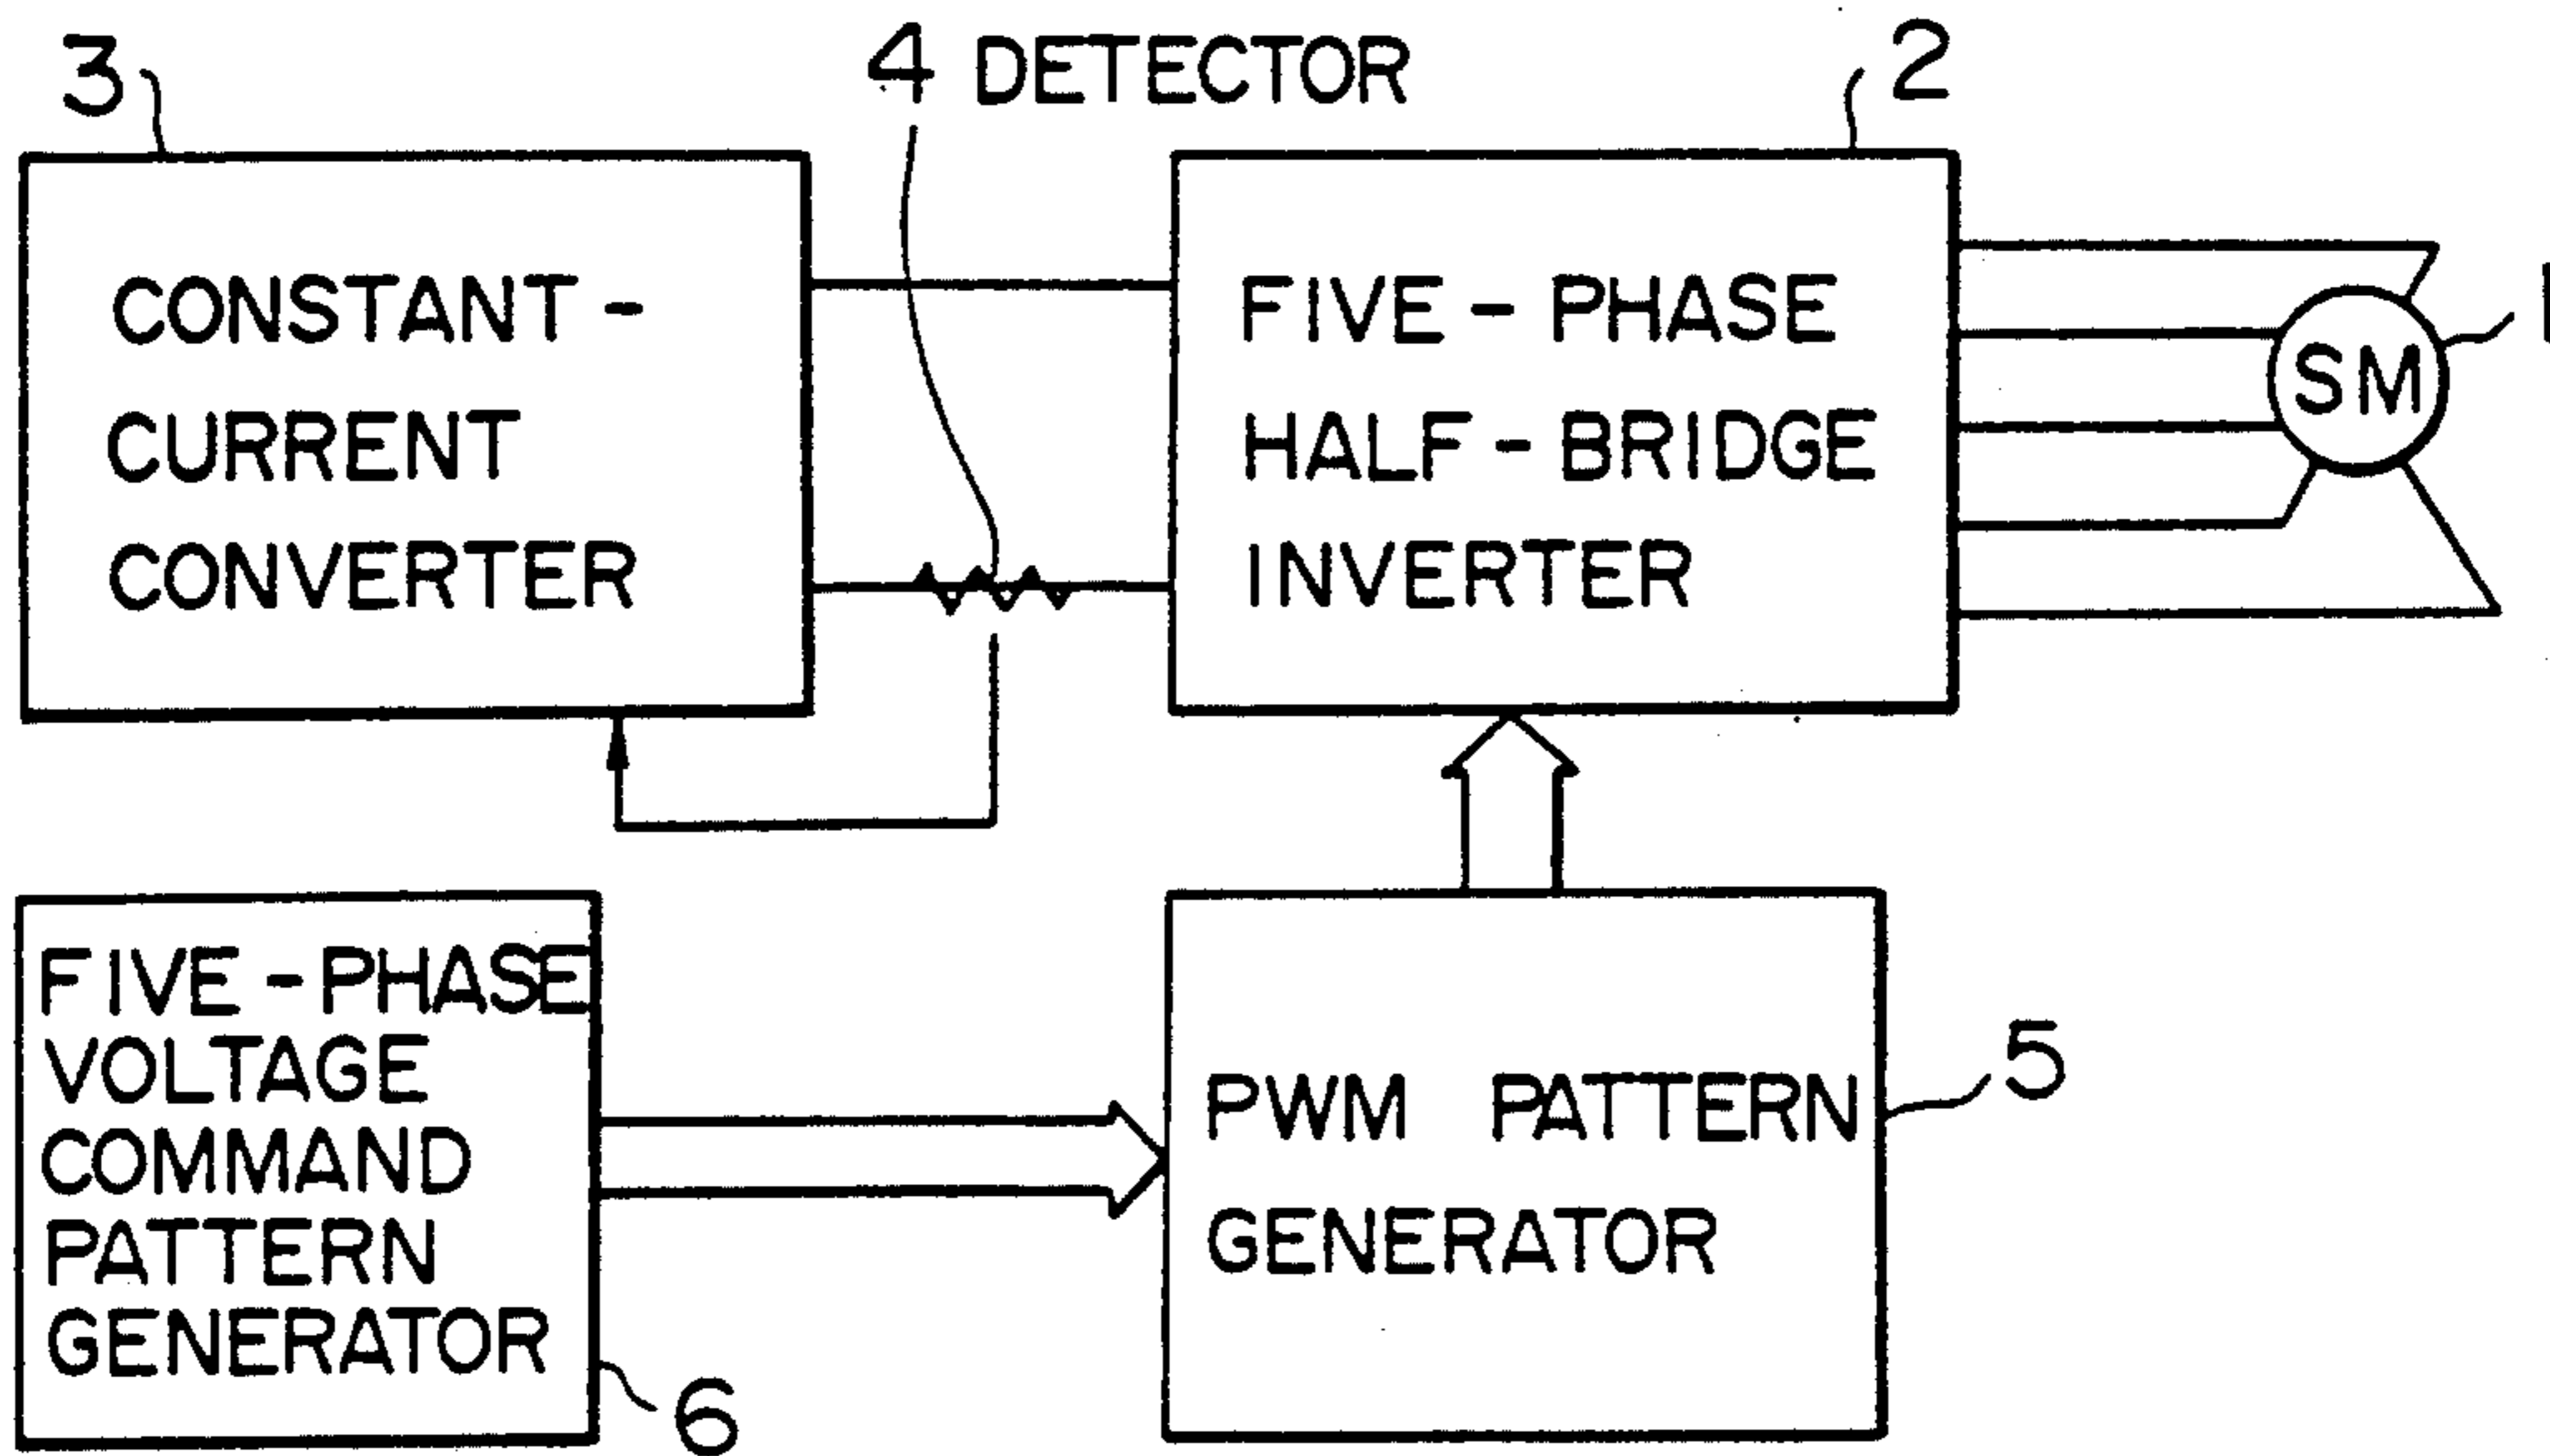 3
4 DETECTOR
2
CONSTANT-
CURRENT
CONVERTER
FIVE-PHASE
HALF-BRIDGE
INVERTER
SM
1
FIVE-PHASE
VOLTAGE
COMMAND
PATTERN
GENERATOR
6
PWM PATTERN
GENERATOR
5